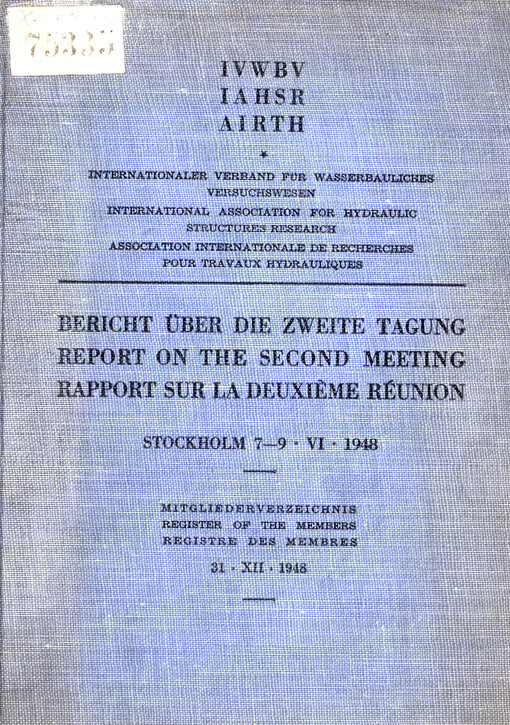 IVWBV
IAHSR
AIRTH
*
INTERNATIONALER VERBAND FÜR WASSERBAULICHES
VERSUCHSWESEN
INTERNATIONAL ASSOCIATION FOR HYDRAULIC
STRUCTURES RESEARCH
ASSOCIATION INTERNATIONALE DE RECHERCHES
POUR TRAVAUX HYDRAULIQUES
BERICHT ÜBER DIE ZWEITE TAGUNG
REPORT ON THE SECOND MEETING
RAPPORT SUR LA DEUXIÈME RÉUNION
STOCKHOLM 7—9 · VI · 1948
MITGLIEDERVERZEICHNIS
REGISTER OF THE MEMBERS
REGISTRE DES MEMBRES
31 · XII · 1948